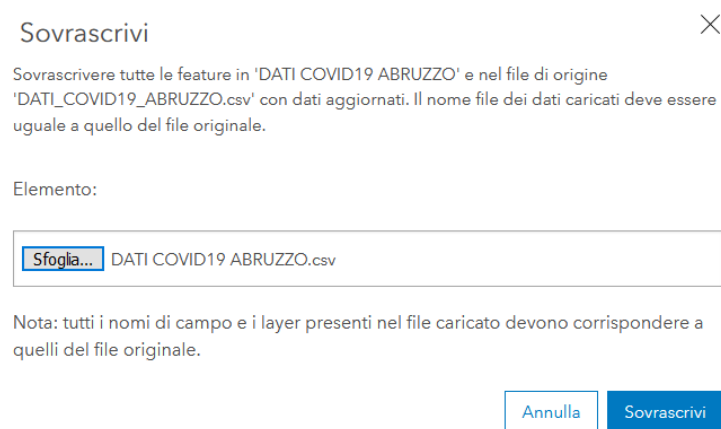 Sovrascrivi
Sovrascrivere tutte le feature in 'DATI COVID19 ABRUZZO' e nel file di origine
'DATI_COVID19_ABRUZZO.csv' con dati aggiornati. Il nome file dei dati caricati deve essere
uguale a quello del file originale.
Elemento:
Sfoglia... DATI COVID19 ABRUZZO.csv
Nota: tutti i nomi di campo e i layer presenti nel file caricato devono corrispondere a
quelli del file originale.
Annulla Sovrascrivi